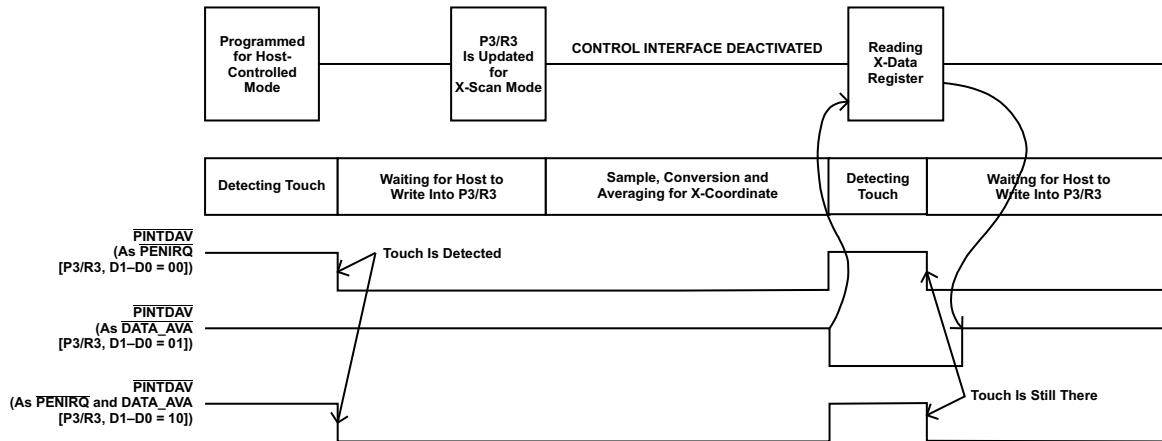 Programmed
for Host-
Controlled
Mode
P3/R3
Is Updated
for
X-Scan Mode
CONTROL INTERFACE DEACTIVATED
Reading
X-Data
Register
Detecting Touch
Waiting for Host to
Write Into P3/R3
Sample, Conversion and
Averaging for X-Coordinate
Detecting
Touch
Waiting for Host to
Write Into P3/R3
PINTDAV
(As PENIRQ
[P3/R3, D1–D0 = 00])
Touch Is Detected
PINTDAV
(As DATA_AVA
[P3/R3, D1–D0 = 01])
PINTDAV
(As PENIRQ and DATA_AVA
[P3/R3, D1–D0 = 10])
Touch Is Still There